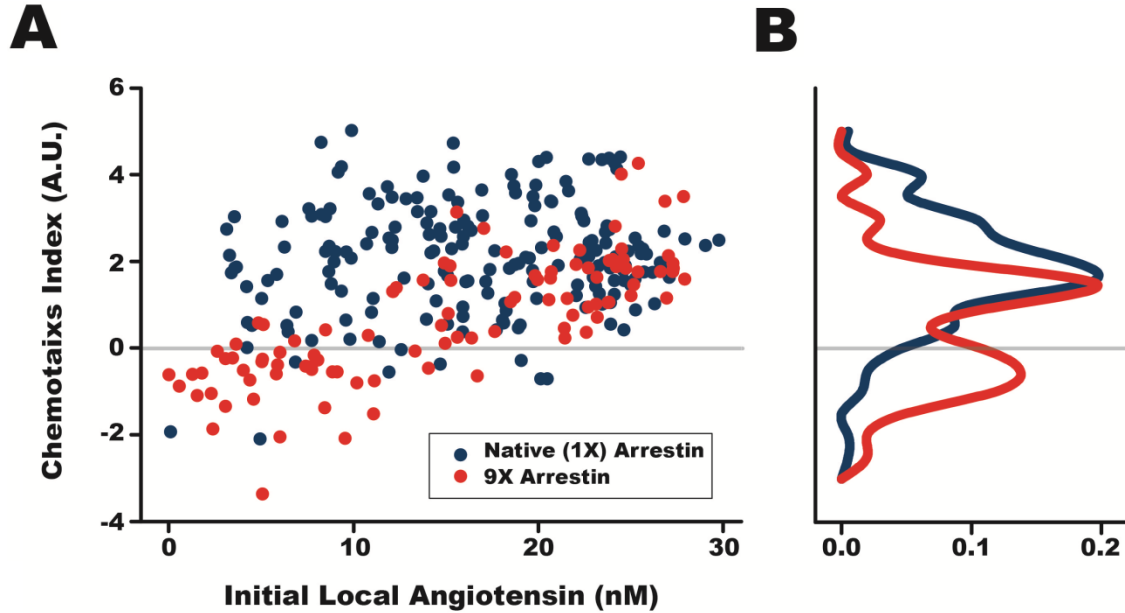 A
B
Chemotaixs Index (A.U.)
6
4
2
0
-2
-4
Native (1X) Arrestin
9X Arrestin
0
10
20
30
Initial Local Angiotensin (nM)
0.0
0.1
0.2